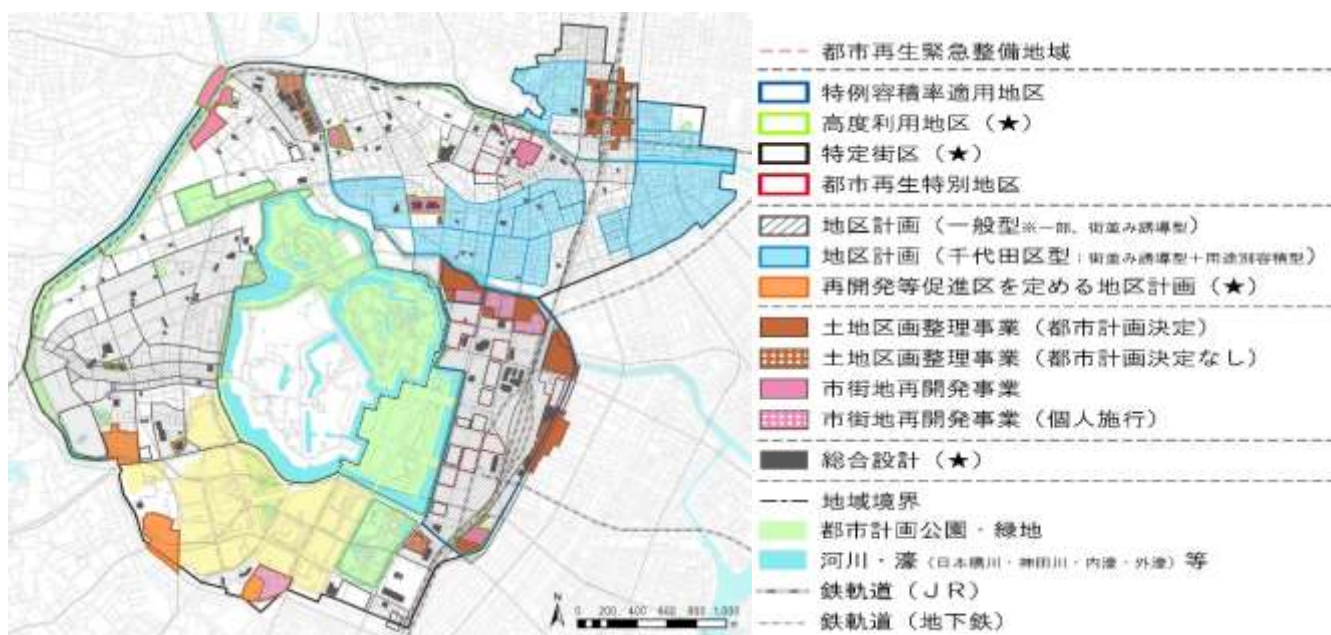 都市再生緊急整備地域
特例容積率適用地区
高度利用地区（★）
特定街区（★）
都市再生特別地区
地区計画（一般型※一部、街並み誘導型）
地区計画（千代田区型：街並み誘導型＋用途別容積型）
再開発等促進区を定める地区計画（★）
土地区画整理事業（都市計画決定）
土地区画整理事業（都市計画決定なし）
市街地再開発事業
市街地再開発事業（個人施行）
総合設計（★）
地域境界
都市計画公園・緑地
河川・濠（日本橋川・神田川・内濠・外濠）等
鉄軌道（ＪＲ）
鉄軌道（地下鉄）
N
0 200 400 600 800 1,000
m